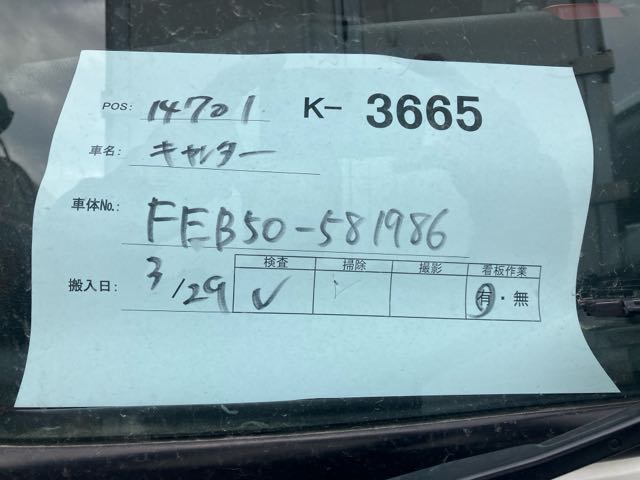 POS: 14701 K- 3665
車名: キャンター
車体No.: FEB50-581986
搬入日: 3/29
検査 掃除 撮影 看板作業
✓ ✓ 有・無